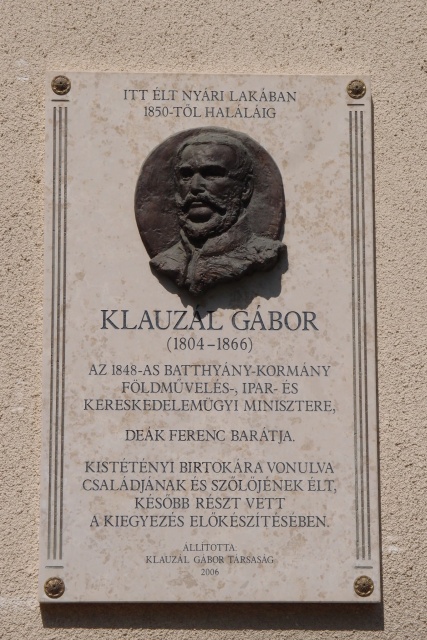 ITT ÉLT NYÁRI LAKÁBAN
1850-TŐL HALÁLÁIG
KLAUZÁL GÁBOR
(1804–1866)
AZ 1848-AS BATTHYÁNY-KORMÁNY
FÖLDMŰVELÉS-, IPAR- ÉS
KERESKEDELEMÜGYI MINISZTERE,
DEÁK FERENC BARÁTJA.
KISTÉTÉNYI BIRTOKÁRA VONULVA
CSALÁDJÁNAK ÉS SZŐLŐJÉNEK ÉLT,
KÉSŐBB RÉSZT VETT
A KIEGYEZÉS ELŐKÉSZÍTÉSÉBEN.
ÁLLÍTOTTA:
KLAUZÁL GÁBOR TÁRSASÁG
2006